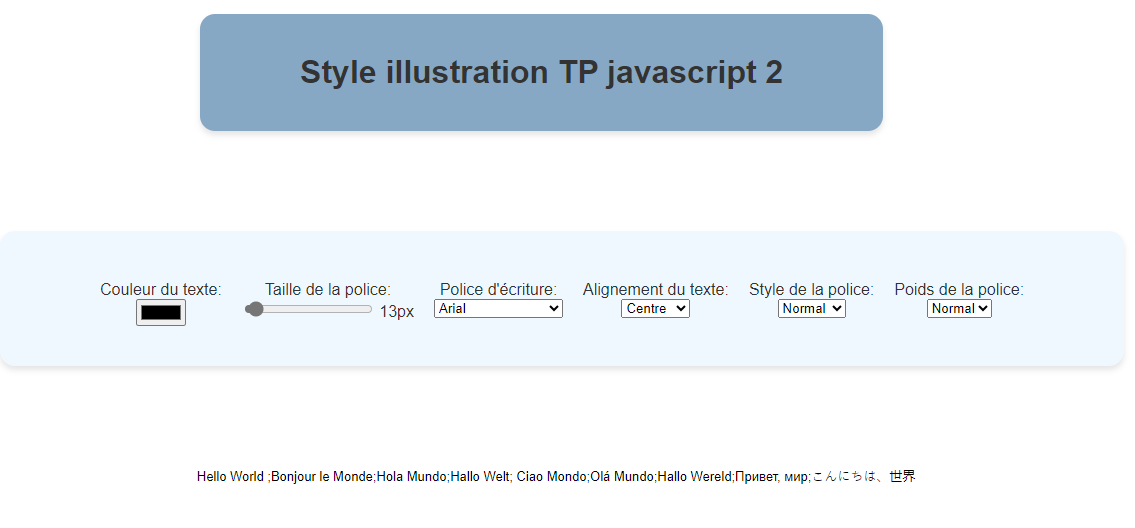 Style illustration TP javascript 2
Couleur du texte: Taille de la police: Police d'écriture: Alignement du texte: Style de la police: Poids de la police:
13px Arial Centre Normal Normal
Hello World ;Bonjour le Monde;Hola Mundo;Hallo Welt; Ciao Mondo;Olá Mundo;Hallo Wereld;Привет, мир;こんにちは、世界